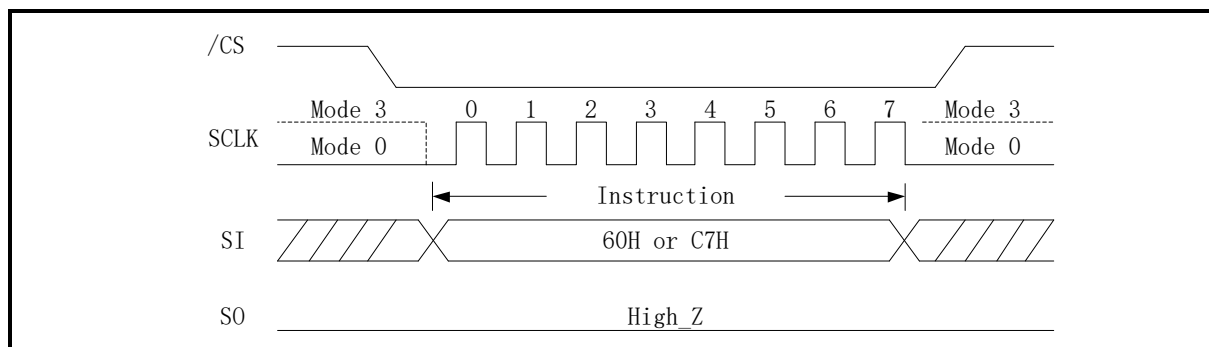 /CS
Mode 3 0 1 2 3 4 5 6 7 Mode 3
SCLK
Mode 0 Mode 0
Instruction
SI 60H or C7H
SO High_Z